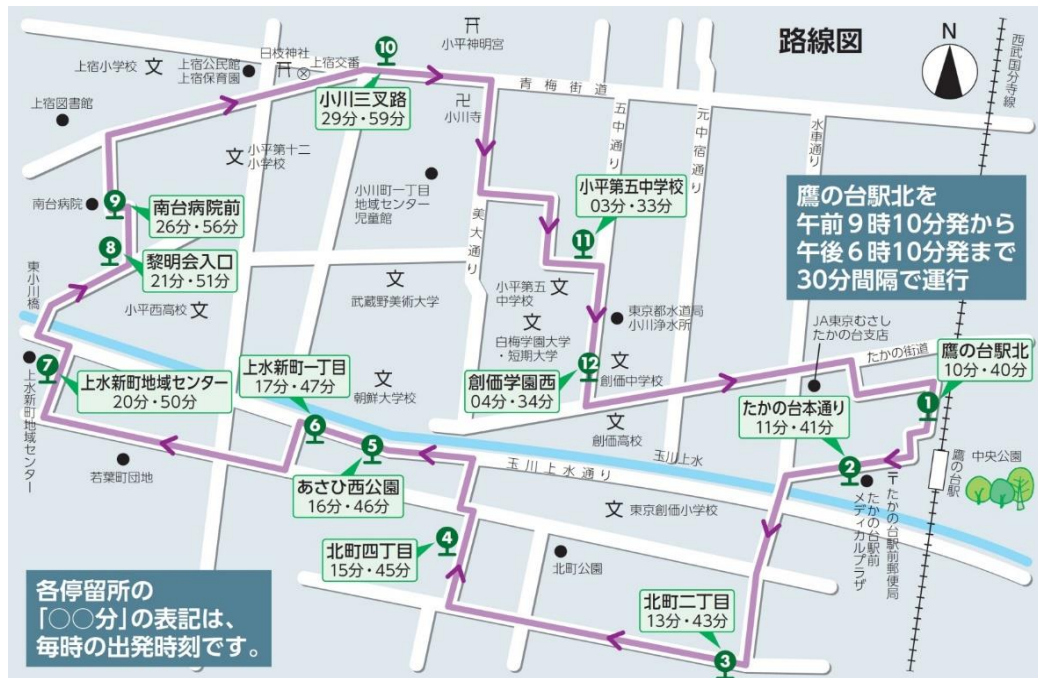 路線図
N
西武国分寺線
小平神明宮
日枝神社
上宿小学校
上宿公民館
上宿保育園
上宿交番
10
小川三叉路
29分・59分
青梅街道
小川寺
上宿図書館
小平第十二
小学校
五中通り
元中宿通り
水車通り
小川町一丁目
地域センター
児童館
小平第五中学校
03分・33分
11
鷹の台駅北を
午前9時10分発から
午後6時10分発まで
30分間隔で運行
南台病院
9
南台病院前
26分・56分
8
黎明会入口
21分・51分
美大通り
東小川橋
小平西高校
武蔵野美術大学
小平第五
中学校
白梅学園大学
・短期大学
東京都水道局
小川浄水所
JA東京むさし
たかの台支店
たかの街道
鷹の台駅北
10分・40分
1
7
上水新町地域センター
20分・50分
上水新町地域センター
上水新町一丁目
17分・47分
6
朝鮮大学校
12
創価学園西
04分・34分
創価中学校
創価高校
たかの台本通り
11分・41分
2
5
あさひ西公園
16分・46分
若葉町団地
玉川上水通り
玉川上水
鷹の台駅
中央公園
たかの台駅前郵便局
たかの台駅前
メディカルプラザ
東京創価小学校
4
北町四丁目
15分・45分
北町公園
北町二丁目
13分・43分
3
各停留所の
「○○分」の表記は、
毎時の出発時刻です。